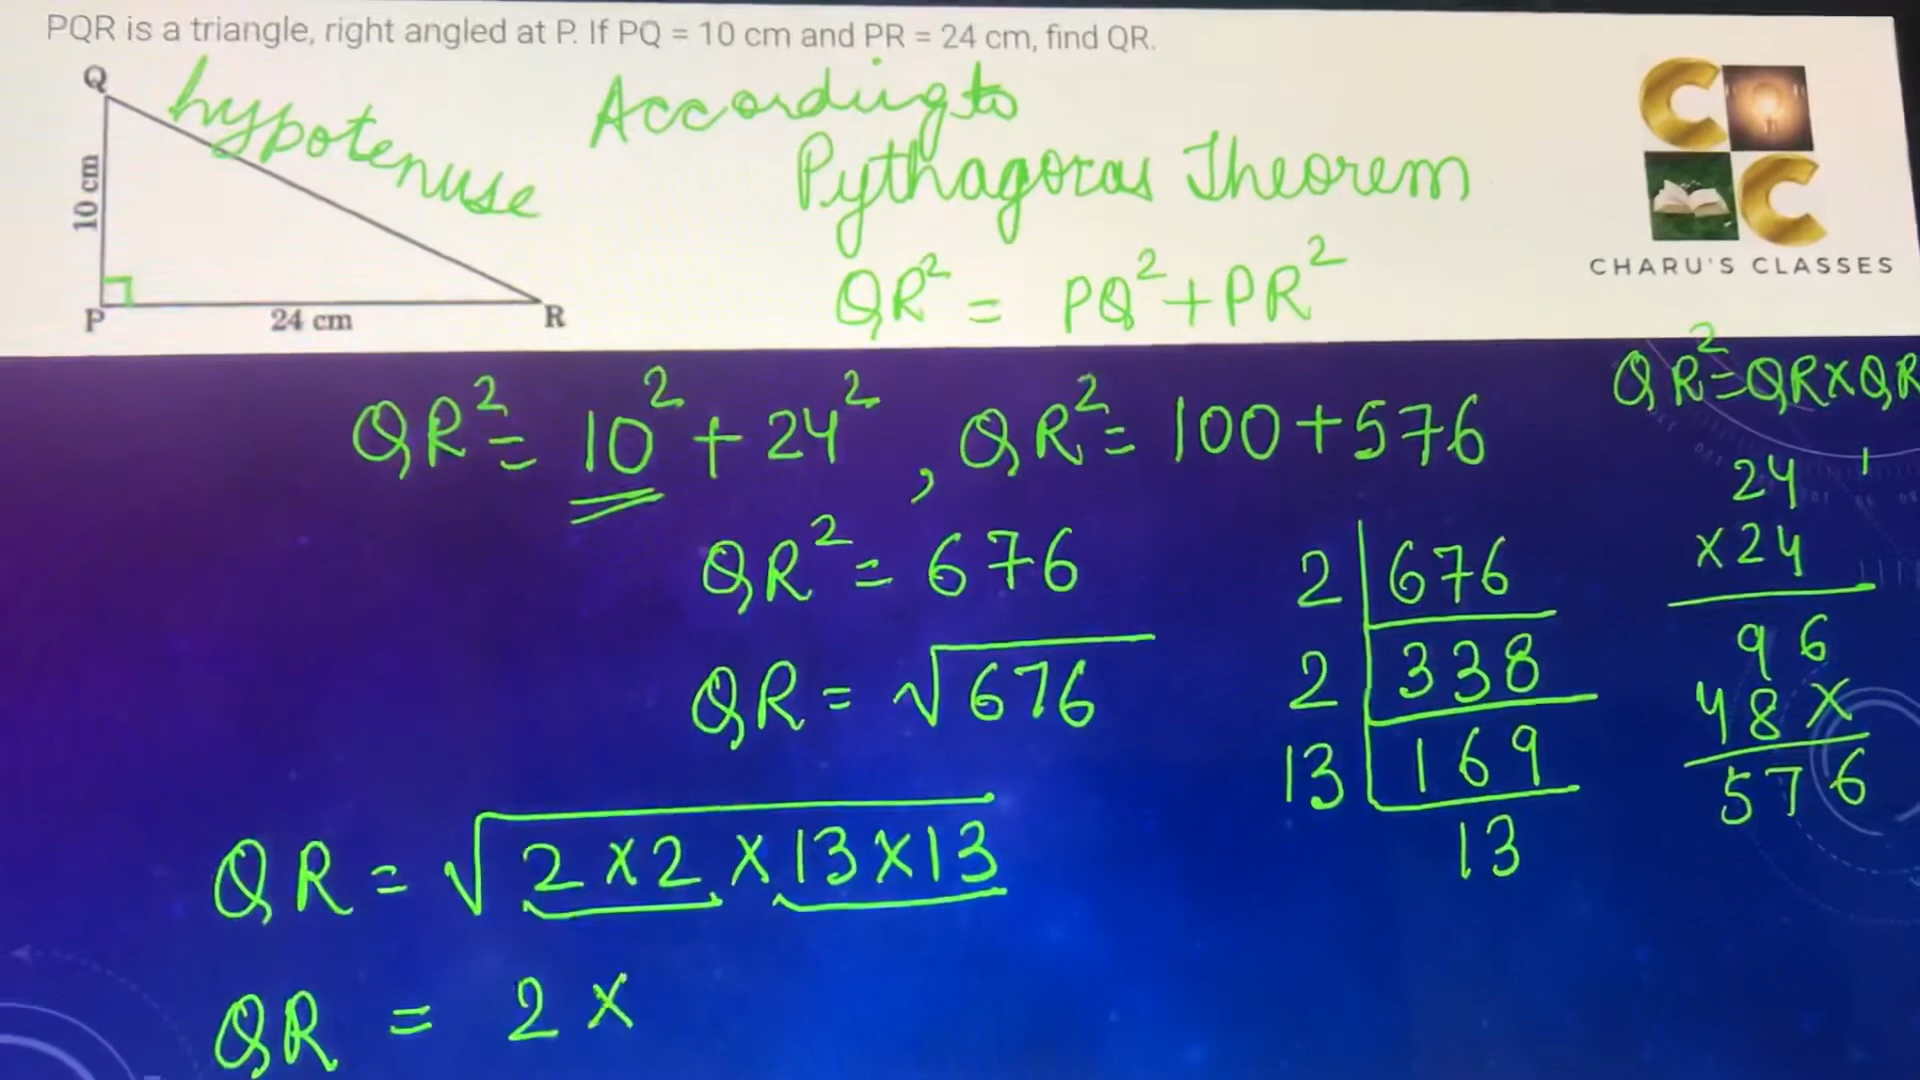 PQR is a triangle, right angled at P. If PQ = 10 cm and PR = 24 cm, find QR.
Q
hypotenuse
10 cm
P
24 cm
R
According to
Pythagoras Theorem
QR² = PQ² + PR²
C
C
CHARU'S CLASSES
QR² = QR × QR
QR² = 10² + 24² , QR² = 100 + 576
QR² = 676
QR = √676
QR = √2 × 2 × 13 × 13
QR = 2 ×
2 | 676
2 | 338
13 | 169
13
1
24
×24
96
48×
576